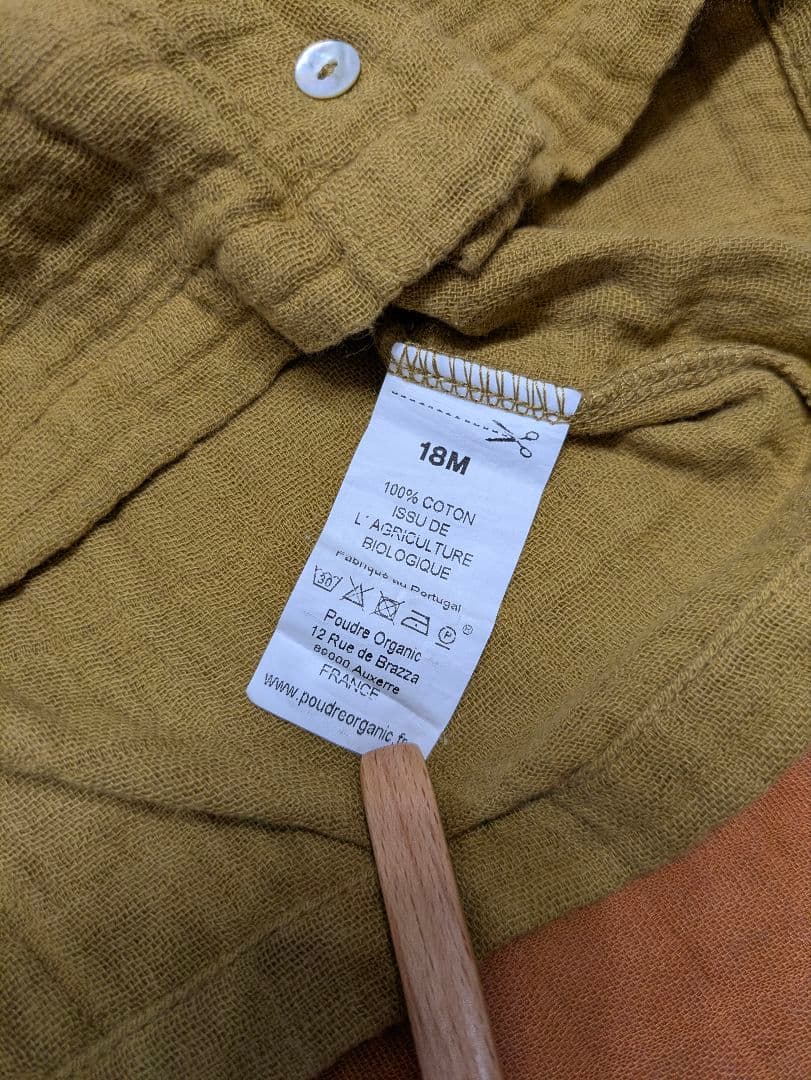 18M
100% COTON
ISSU DE
L´AGRICULTURE
BIOLOGIQUE
Fabriqué au Portugal
30 P ®
Poudre Organic
12 Rue de Brazza
89000 Auxerre
FRANCE
www.poudreorganic.fr